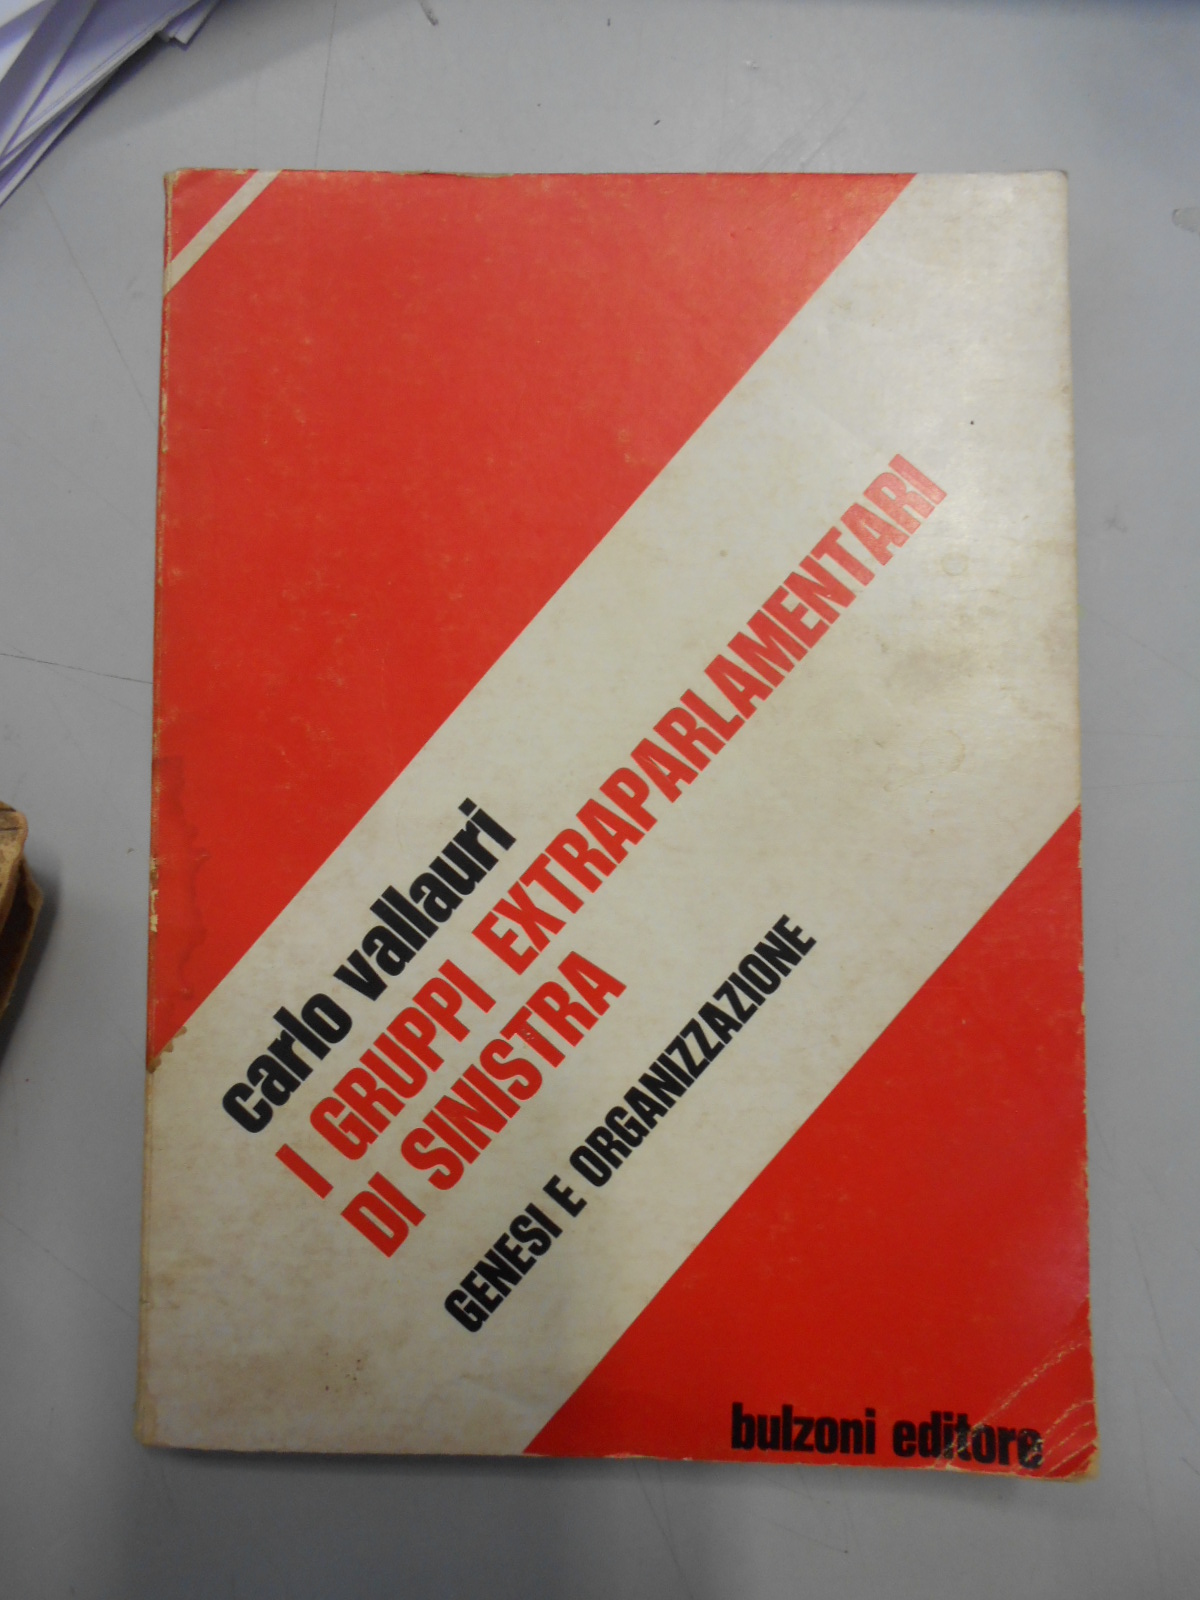 carlo vallauri
I GRUPPI EXTRAPARLAMENTARI
DI SINISTRA
GENESI E ORGANIZZAZIONE
bulzoni editore